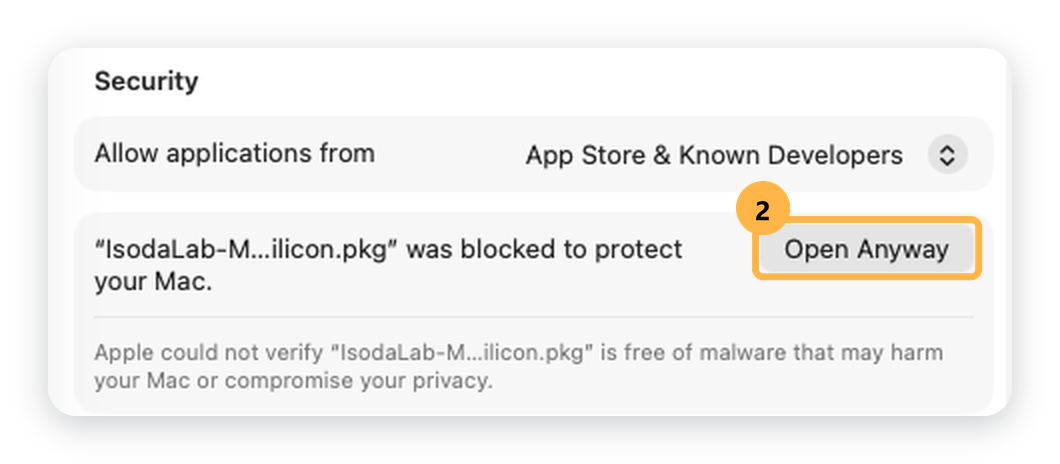 Security
Allow applications from App Store & Known Developers
2
“IsodaLab-M...ilicon.pkg” was blocked to protect Open Anyway
your Mac.
Apple could not verify “IsodaLab-M...ilicon.pkg” is free of malware that may harm
your Mac or compromise your privacy.